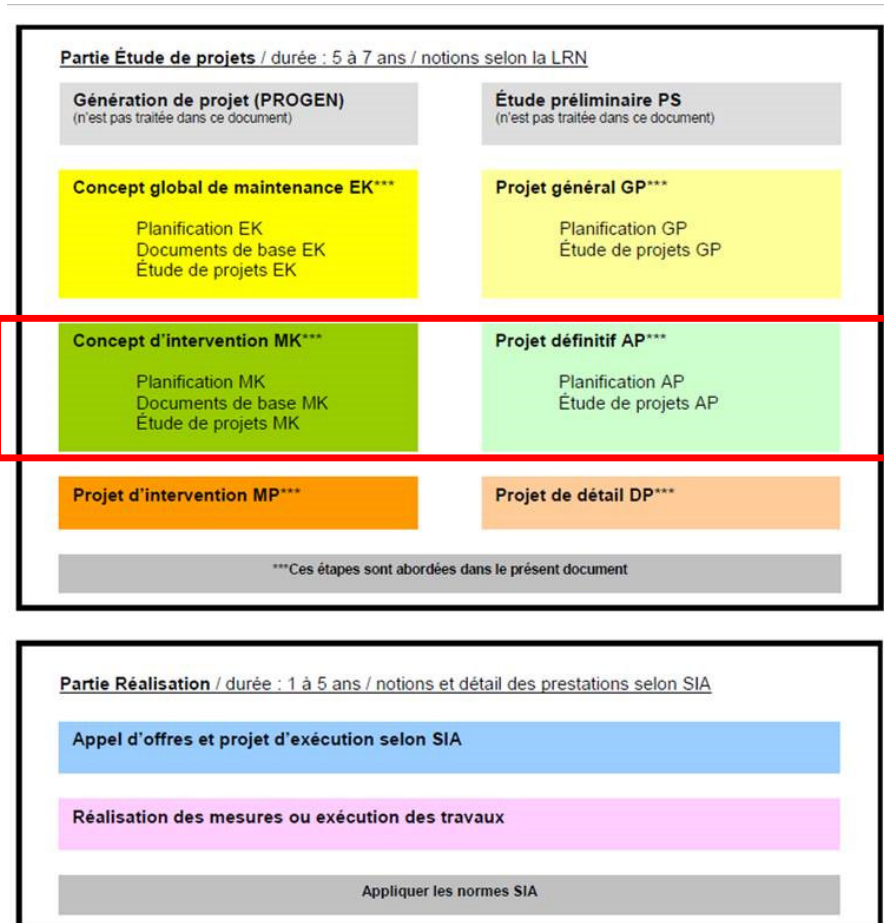 Partie Étude de projets / durée : 5 à 7 ans / notions selon la LRN
Génération de projet (PROGEN)
(n'est pas traitée dans ce document)
Étude préliminaire PS
(n'est pas traitée dans ce document)
Concept global de maintenance EK***
Planification EK
Documents de base EK
Étude de projets EK
Projet général GP***
Planification GP
Étude de projets GP
Concept d'intervention MK***
Planification MK
Documents de base MK
Étude de projets MK
Projet définitif AP***
Planification AP
Étude de projets AP
Projet d'intervention MP***
Projet de détail DP***
***Ces étapes sont abordées dans le présent document
Partie Réalisation / durée : 1 à 5 ans / notions et détail des prestations selon SIA
Appel d'offres et projet d'exécution selon SIA
Réalisation des mesures ou exécution des travaux
Appliquer les normes SIA